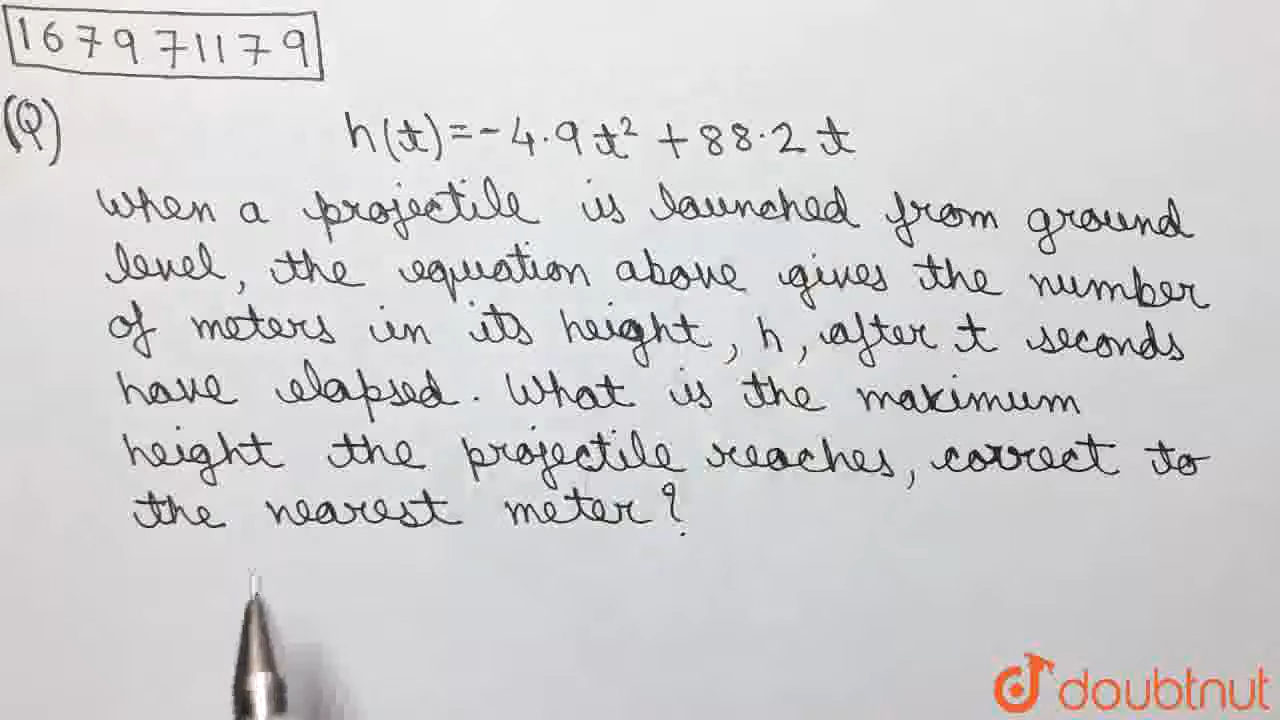 167971179
(Q)
h(t)=-4.9t²+88.2t
When a projectile is launched from ground
level, the equation above gives the number
of meters in its height, h, after t seconds
have elapsed. What is the maximum
height the projectile reaches, correct to
the nearest meter?
doubtnut